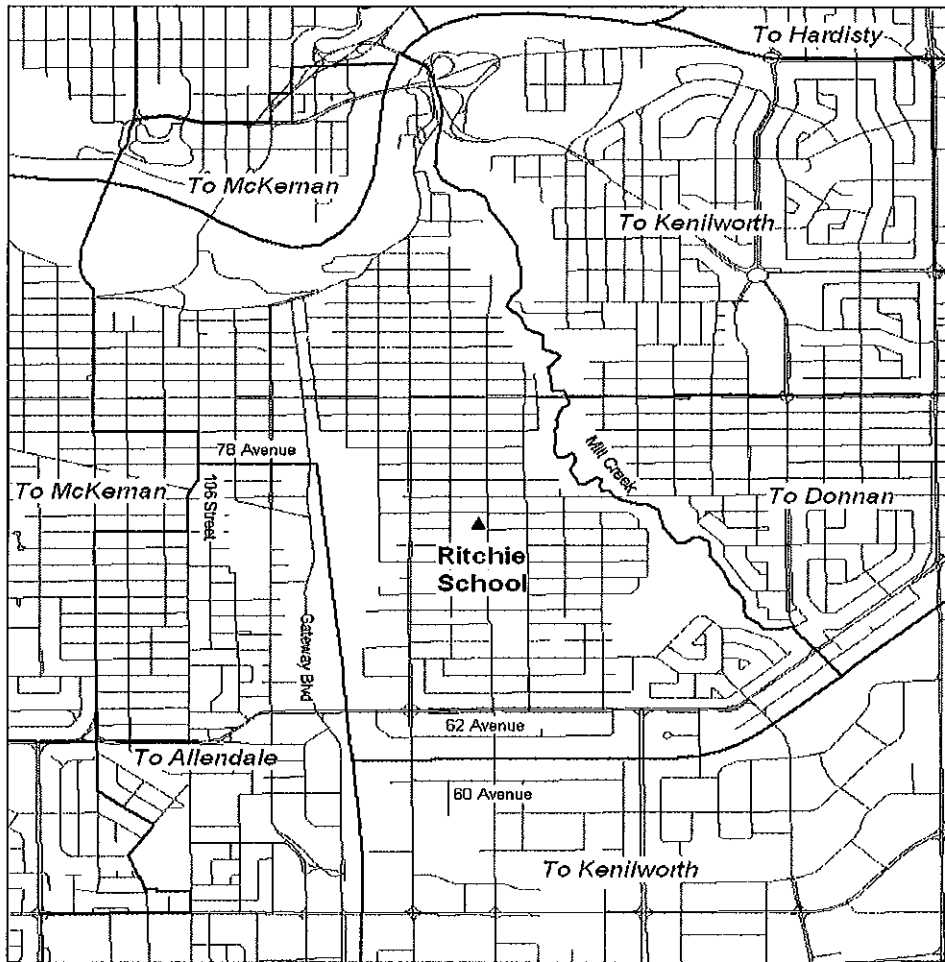 To Hardisty
To McKernan
To Kenilworth
78 Avenue
Mill Creek
To McKernan
106 Street
To Donnan
Ritchie
School
Gateway Blvd
62 Avenue
To Allendale
60 Avenue
To Kenilworth